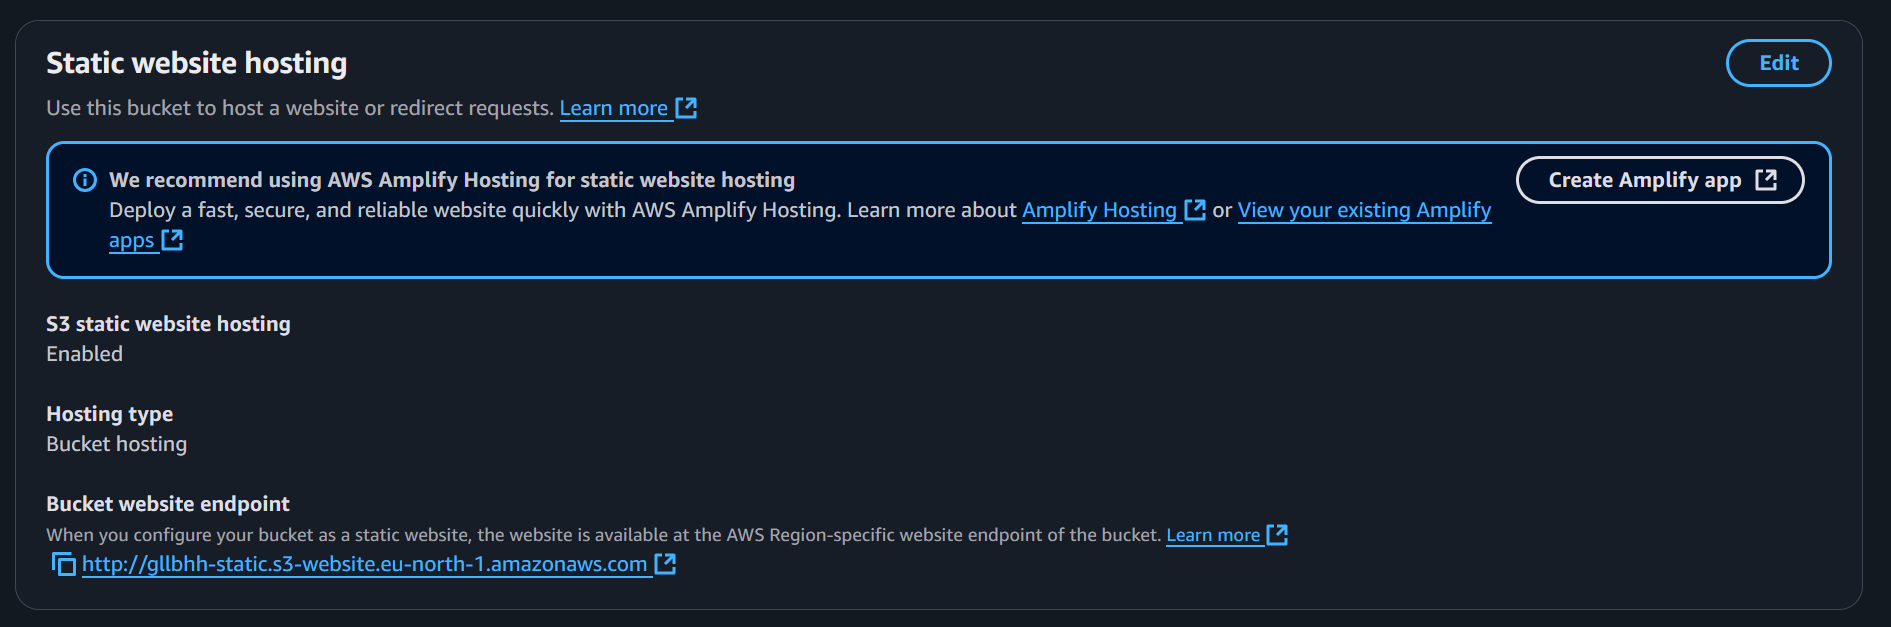 Static website hosting
Edit
Use this bucket to host a website or redirect requests. Learn more
We recommend using AWS Amplify Hosting for static website hosting
Create Amplify app
Deploy a fast, secure, and reliable website quickly with AWS Amplify Hosting. Learn more about Amplify Hosting or View your existing Amplify
apps
S3 static website hosting
Enabled
Hosting type
Bucket hosting
Bucket website endpoint
When you configure your bucket as a static website, the website is available at the AWS Region-specific website endpoint of the bucket. Learn more
http://gllbhh-static.s3-website.eu-north-1.amazonaws.com